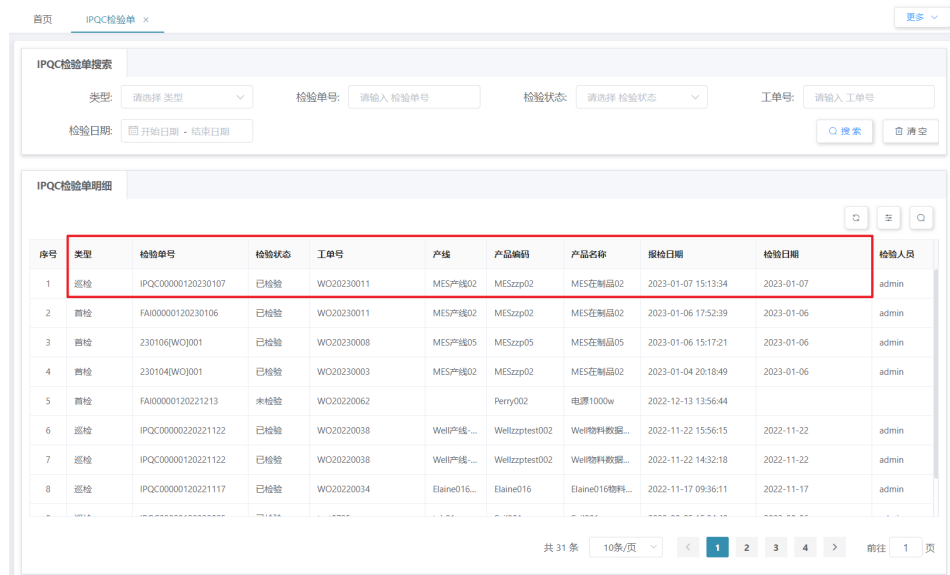 首页 IPQC检验单 × 更多
IPQC检验单搜索
类型: 请选择 类型 检验单号: 请输入 检验单号 检验状态: 请选择 检验状态 工单号: 请输入 工单号
检验日期: 开始日期 - 结束日期 搜索 清空
IPQC检验单明细
序号 类型 检验单号 检验状态 工单号 产线 产品编码 产品名称 报检日期 检验日期 检验人员
1 巡检 IPQC00000120230107 已检验 WO20230011 MES产线02 MESzzp02 MES在制品02 2023-01-07 15:13:34 2023-01-07 admin
2 首检 FAI00000120230106 已检验 WO20230011 MES产线02 MESzzp02 MES在制品02 2023-01-06 17:52:39 2023-01-06 admin
3 首检 230106[WO]001 已检验 WO20230008 MES产线05 MESzzp05 MES在制品05 2023-01-06 15:17:21 2023-01-06 admin
4 首检 230104[WO]001 已检验 WO20230003 MES产线02 MESzzp02 MES在制品02 2023-01-04 20:18:49 2023-01-06 admin
5 首检 FAI00000120221213 未检验 WO20220062 Perry002 电源1000w 2022-12-13 13:56:44
6 巡检 IPQC00000220221122 已检验 WO20220038 Well产线-... Wellzzptest002 Well物料数据... 2022-11-22 15:56:15 2022-11-22 admin
7 巡检 IPQC00000120221122 已检验 WO20220038 Well产线-... Wellzzptest002 Well物料数据... 2022-11-22 14:32:18 2022-11-22 admin
8 巡检 IPQC00000120221117 已检验 WO20220034 Elaine016... Elaine016 Elaine016物料... 2022-11-17 09:36:11 2022-11-17 admin
共 31 条 10条/页 < 1 2 3 4 > 前往 1 页